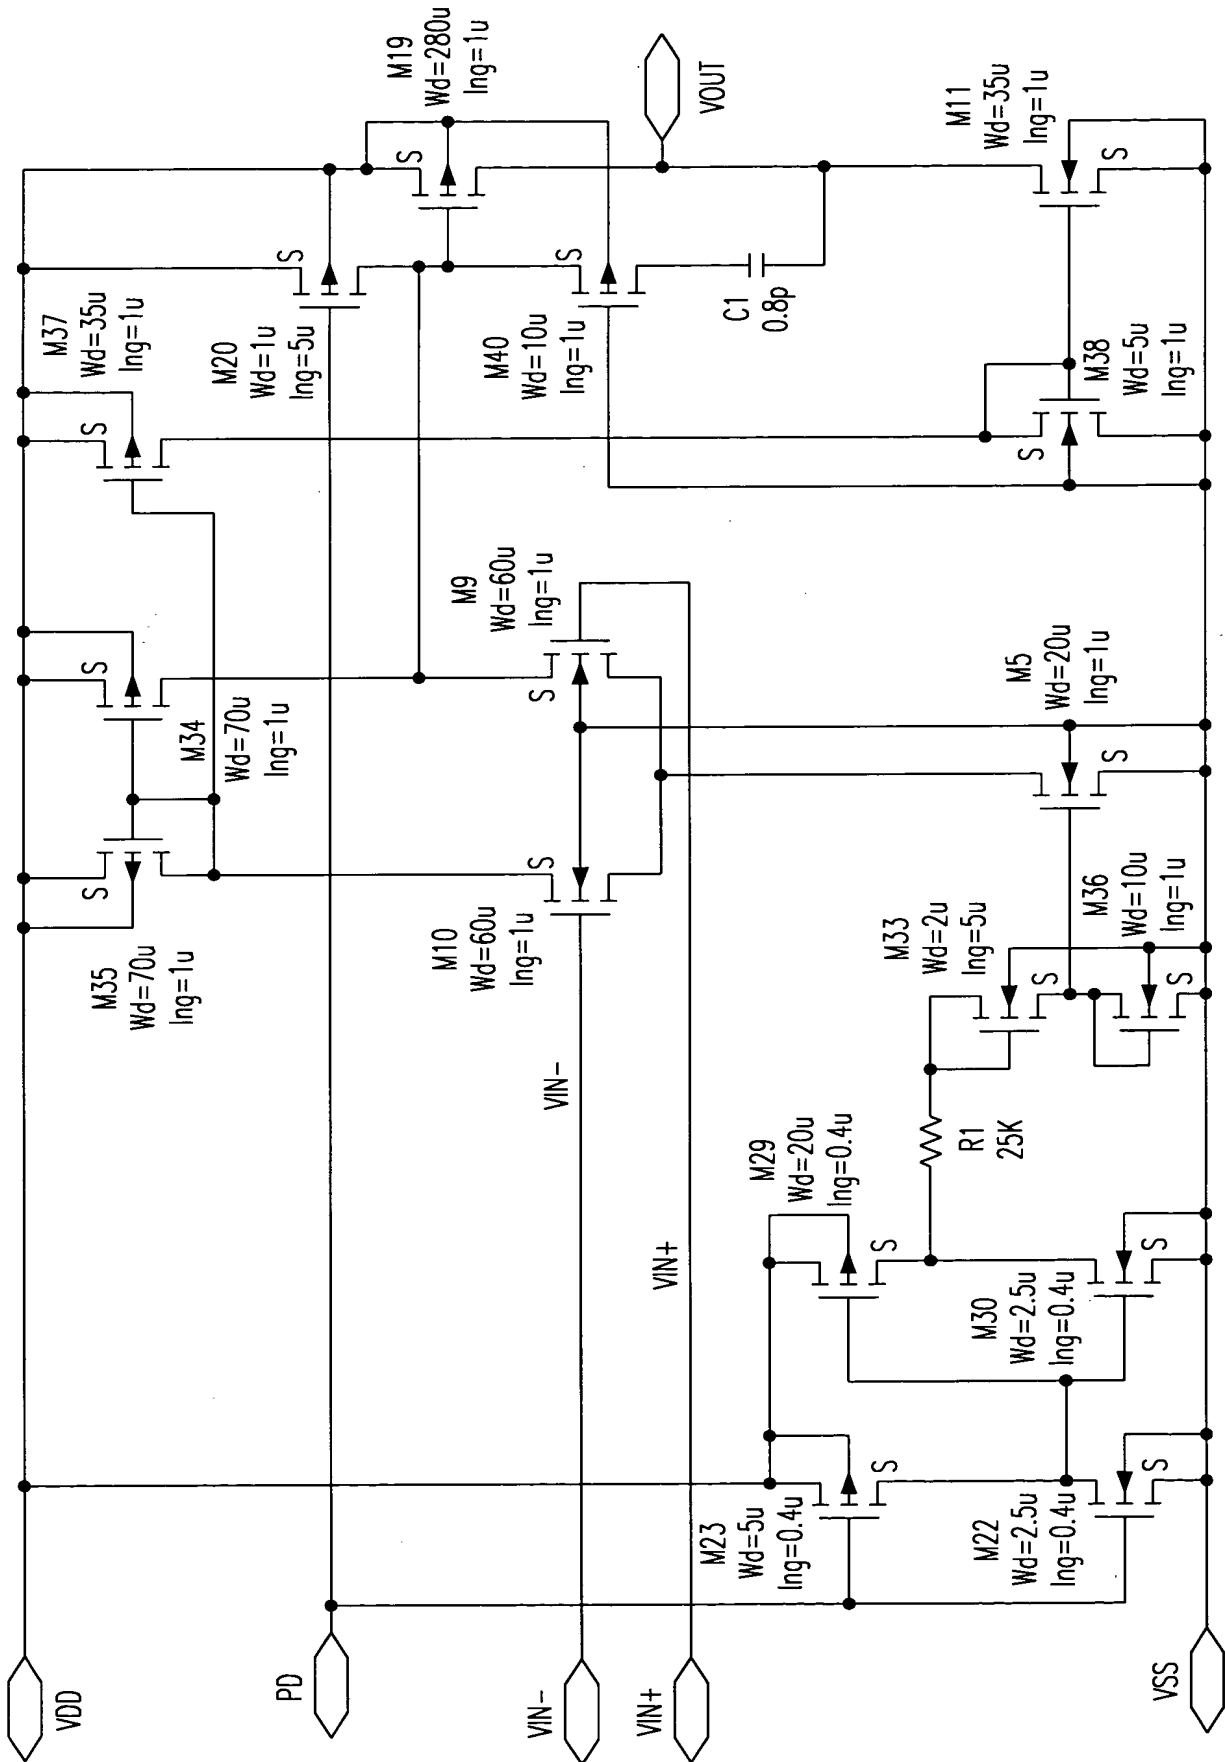 VDD
PD
VIN-
VIN+
VSS
M35
Wd=70u
lng=1u
S
S
M34
Wd=70u
lng=1u
M37
Wd=35u
lng=1u
S
M20
Wd=1u
lng=5u
S
M19
Wd=280u
lng=1u
S
VIN-
VIN+
M10
Wd=60u
lng=1u
S
M9
Wd=60u
lng=1u
S
M40
Wd=10u
lng=1u
S
C1
0.8p
VOUT
M23
Wd=5u
lng=0.4u
S
M29
Wd=20u
lng=0.4u
S
R1
25K
M33
Wd=2u
lng=5u
S
M22
Wd=2.5u
lng=0.4u
S
M30
Wd=2.5u
lng=0.4u
S
M36
Wd=10u
lng=1u
S
M5
Wd=20u
lng=1u
S
S
M38
Wd=5u
lng=1u
M11
Wd=35u
lng=1u
S